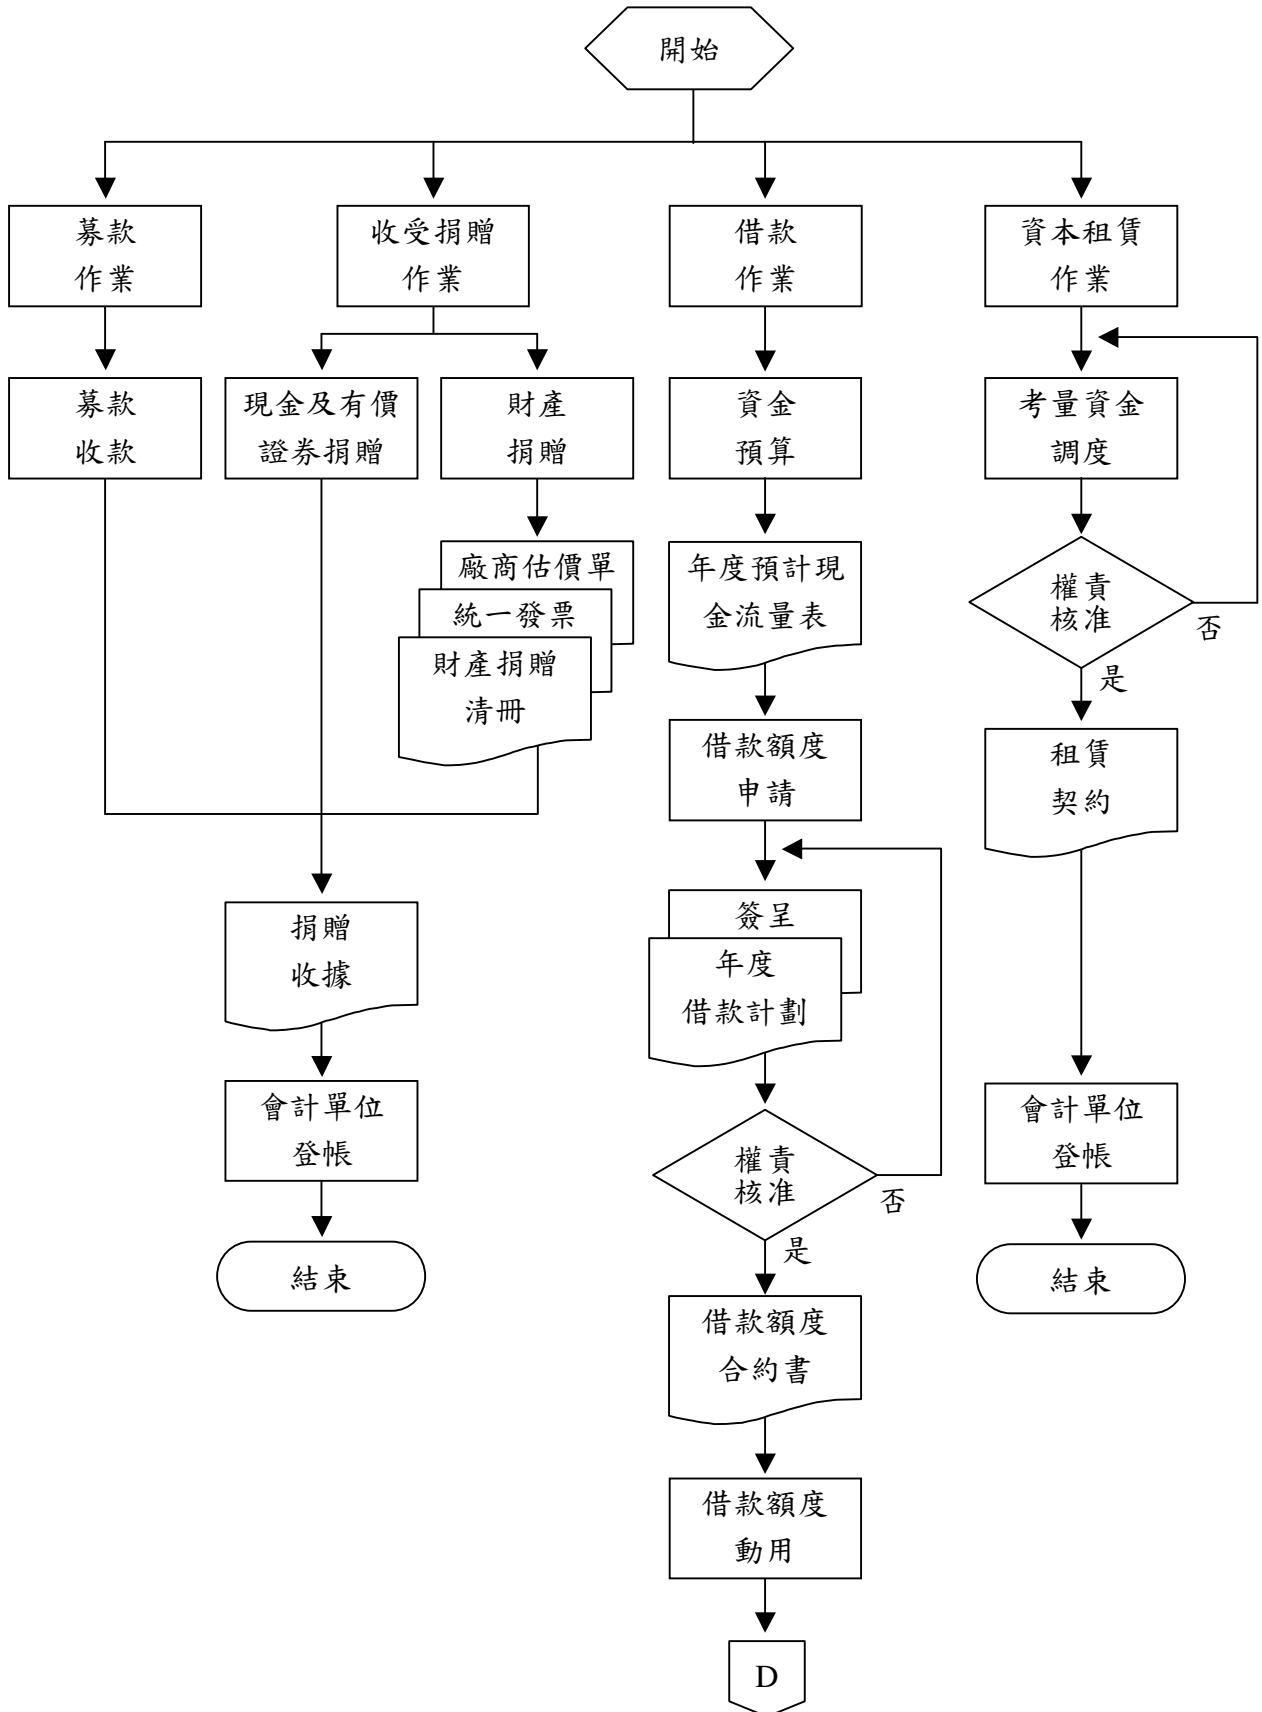 開始
募款
作業
收受捐贈
作業
借款
作業
資本租賃
作業
募款
收款
現金及有價
證券捐贈
財產
捐贈
資金
預算
考量資金
調度
廠商估價單
統一發票
財產捐贈
清冊
年度預計現
金流量表
權責
核准
否
是
借款額度
申請
租賃
契約
捐贈
收據
簽呈
年度
借款計劃
會計單位
登帳
權責
核准
否
是
會計單位
登帳
結束
結束
借款額度
合約書
借款額度
動用
D